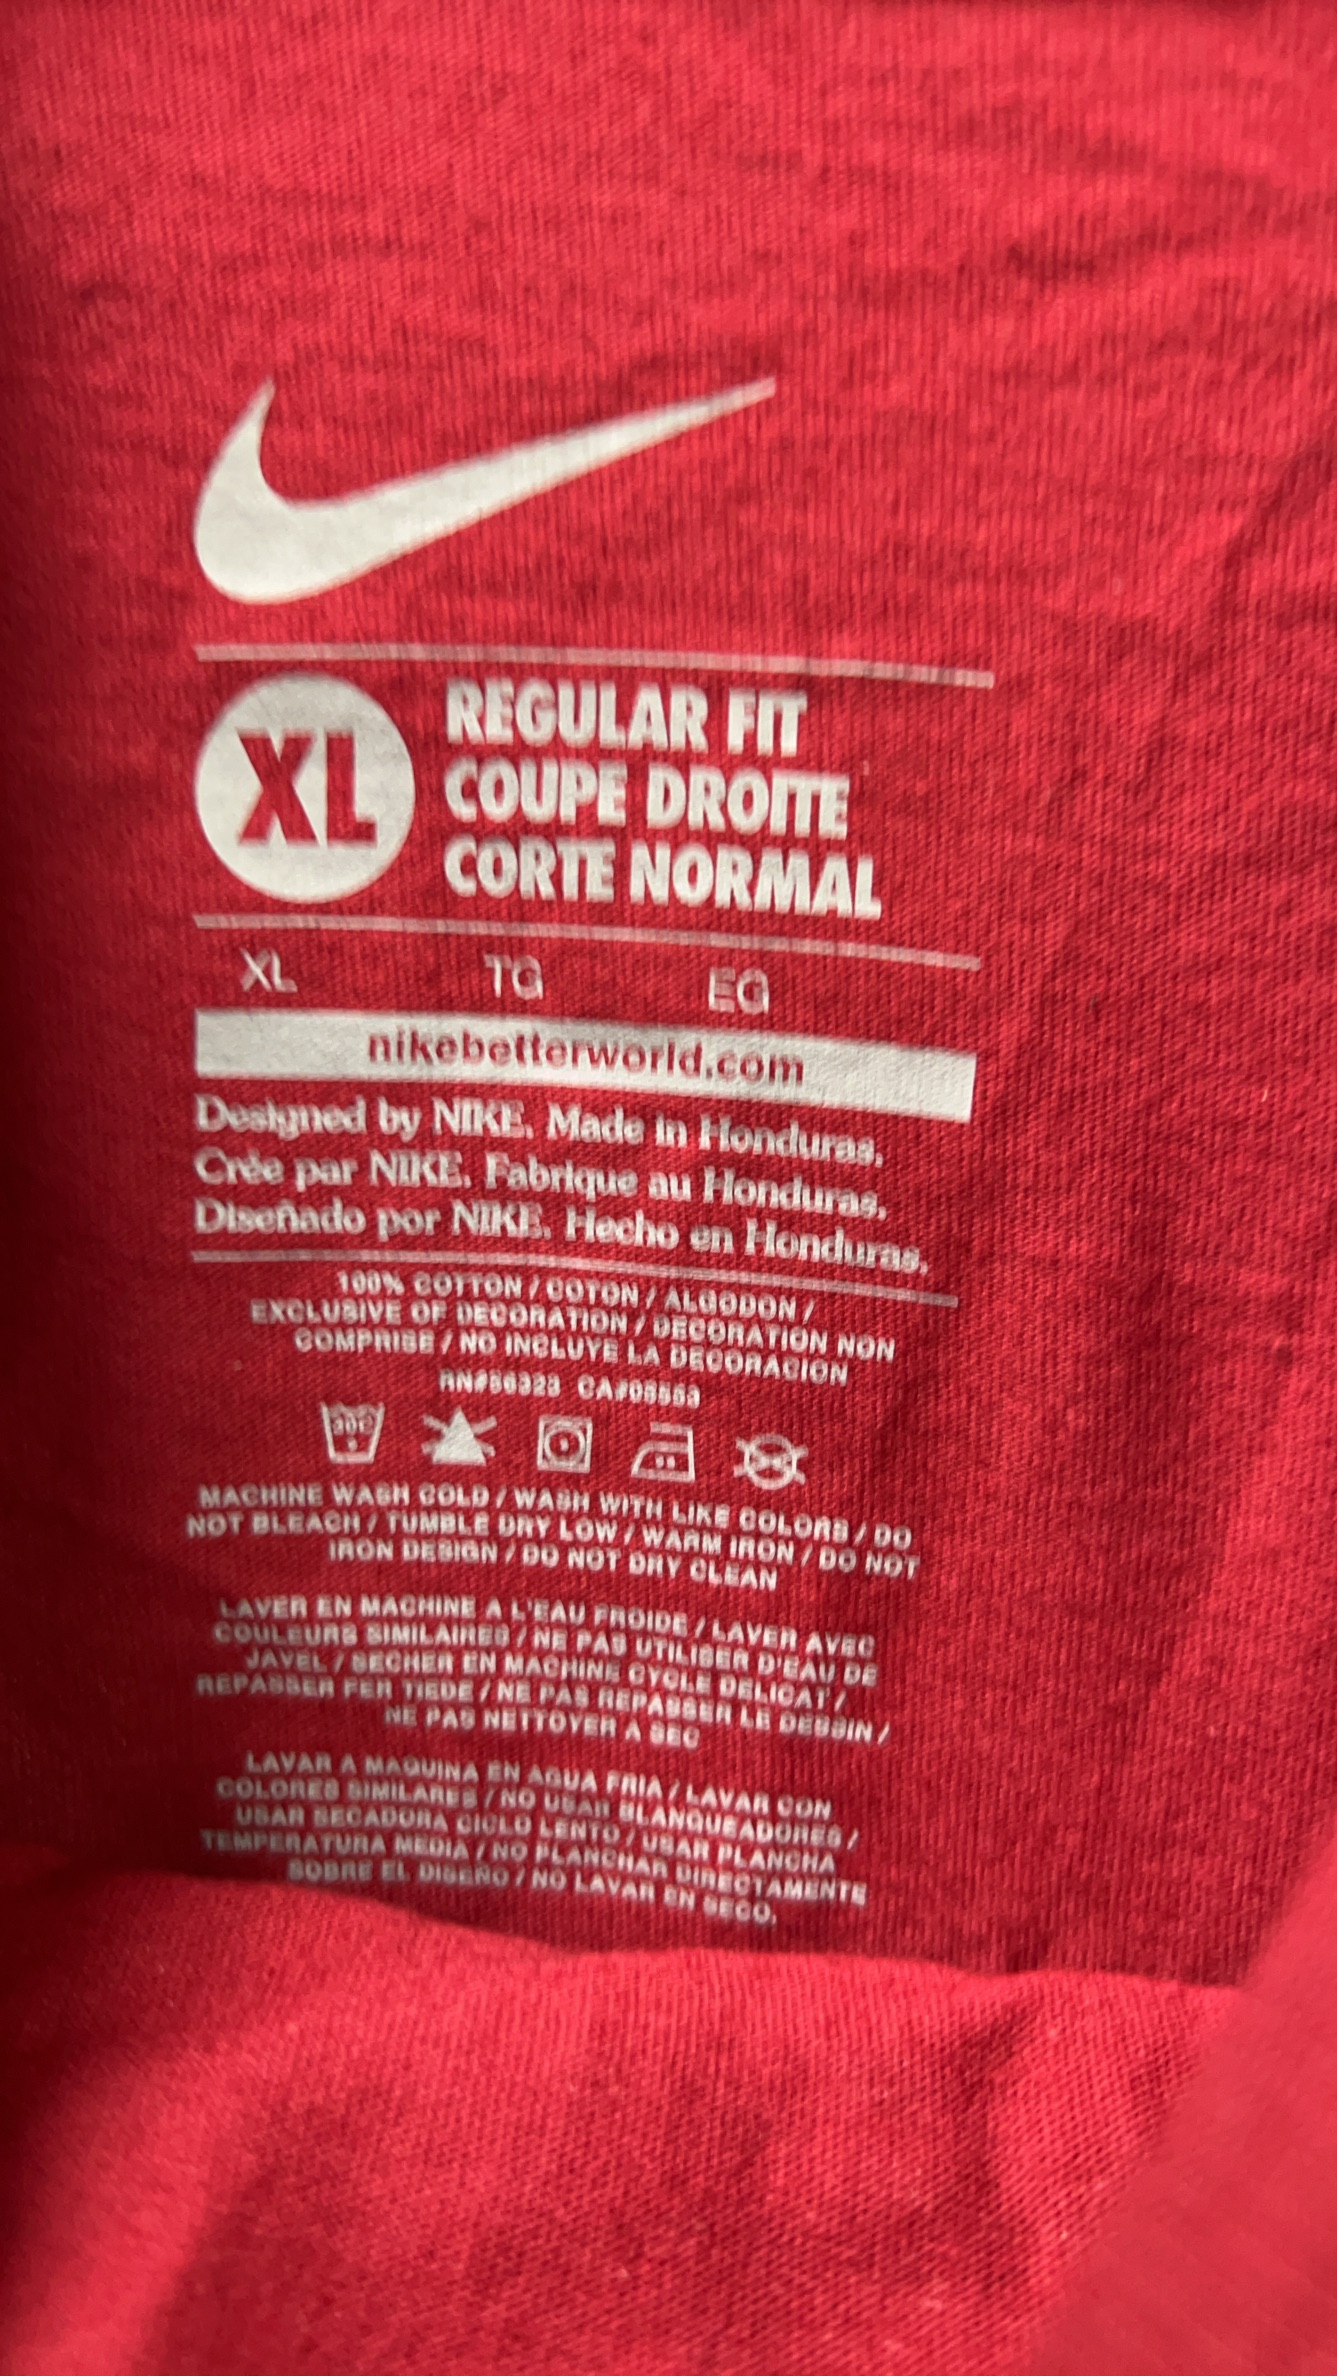 XL
REGULAR FIT
COUPE DROITE
CORTE NORMAL
XL TG EG
nikebetterworld.com
Designed by NIKE. Made in Honduras.
Crée par NIKE. Fabrique au Honduras.
Diseñado por NIKE. Hecho en Honduras.
100% COTTON / COTON / ALGODON /
EXCLUSIVE OF DECORATION / DECORATION NON
COMPRISE / NO INCLUYE LA DECORACION
RN#56323 CA#05553
30C
MACHINE WASH COLD / WASH WITH LIKE COLORS / DO
NOT BLEACH / TUMBLE DRY LOW / WARM IRON / DO NOT
IRON DESIGN / DO NOT DRY CLEAN
LAVER EN MACHINE A L'EAU FROIDE / LAVER AVEC
COULEURS SIMILAIRES / NE PAS UTILISER D'EAU DE
JAVEL / SECHER EN MACHINE CYCLE DELICAT /
REPASSER FER TIEDE / NE PAS REPASSER LE DESSIN /
NE PAS NETTOYER A SEC
LAVAR A MAQUINA EN AGUA FRIA / LAVAR CON
COLORES SIMILARES / NO USAR BLANQUEADORES /
USAR SECADORA CICLO LENTO / USAR PLANCHA
TEMPERATURA MEDIA / NO PLANCHAR DIRECTAMENTE
SOBRE EL DISEÑO / NO LAVAR EN SECO.